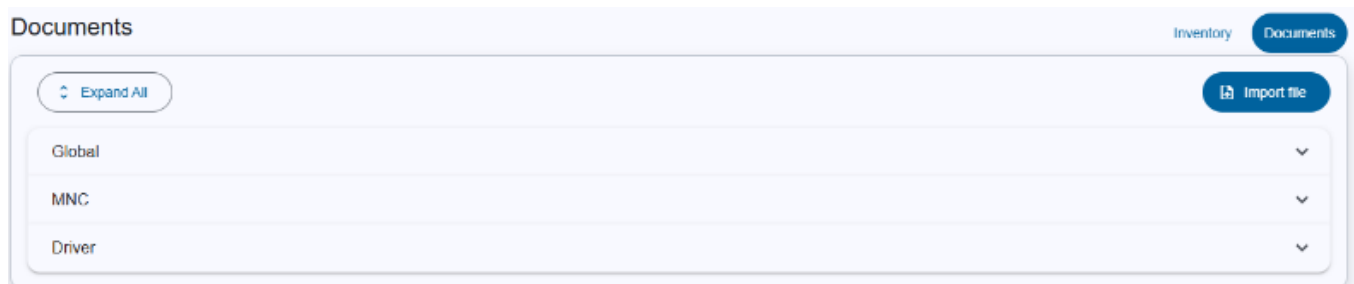 Documents
Inventory Documents
Expand All
Import file
Global
MNC
Driver